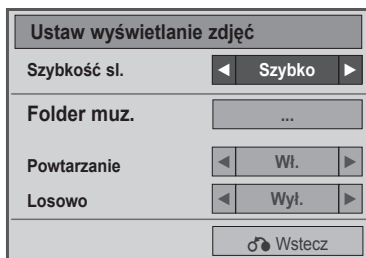 Ustaw wyświetlanie zdjęć
Szybkość sl. ◀ Szybko ▶
Folder muz. ...
Powtarzanie ◀ Wł. ▶
Losowo ◀ Wył. ▶
Wstecz